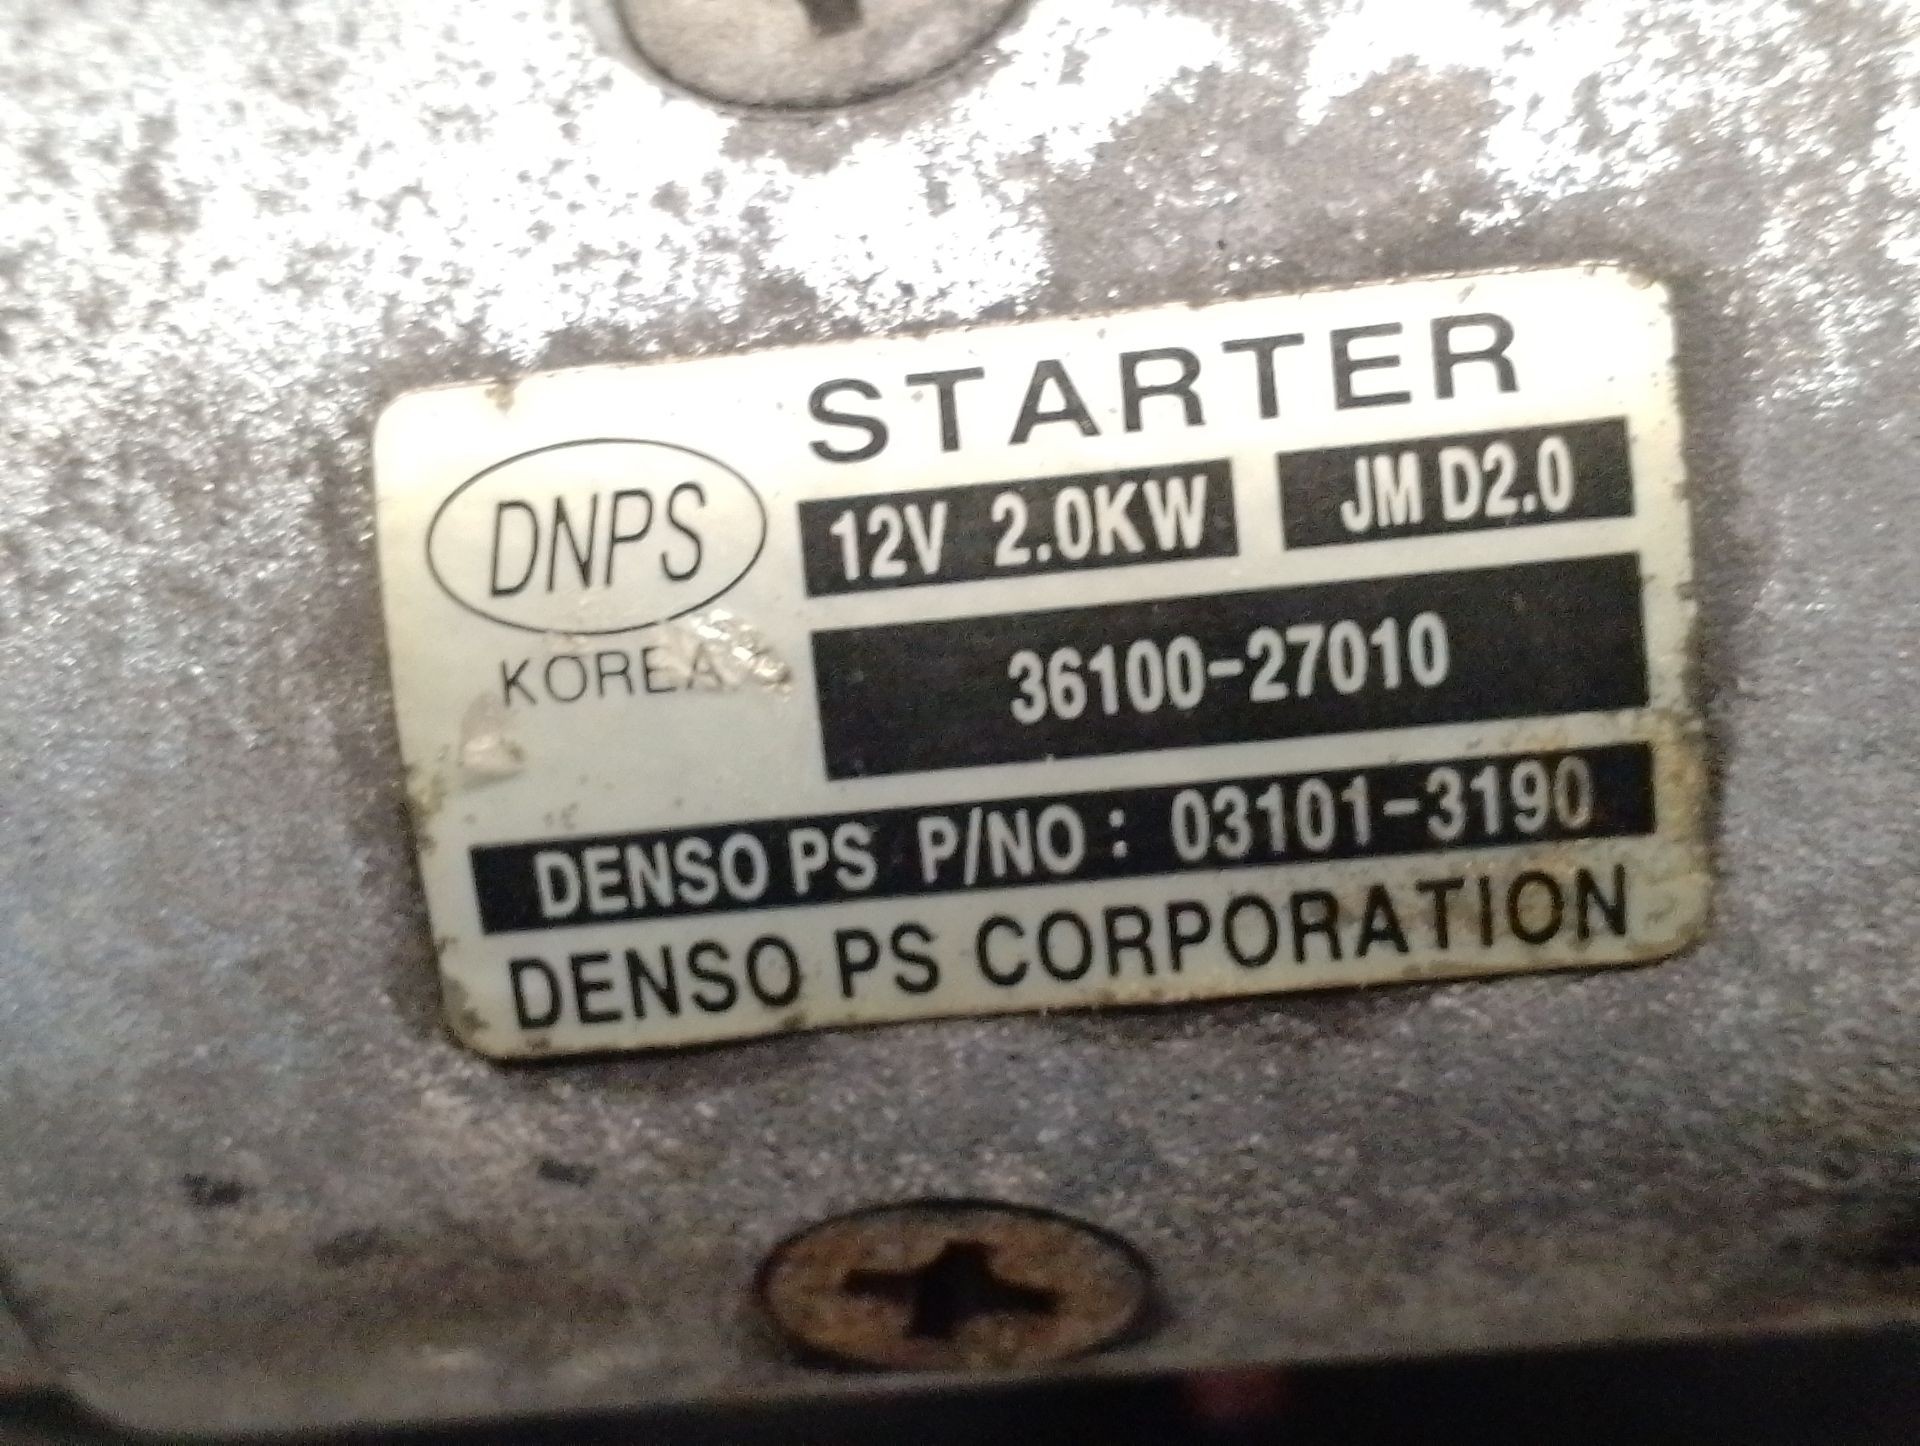 STARTER
DNPS
12V 2.0KW JM D2.0
KOREA
36100-27010
DENSO PS P/NO : 03101-3190
DENSO PS CORPORATION